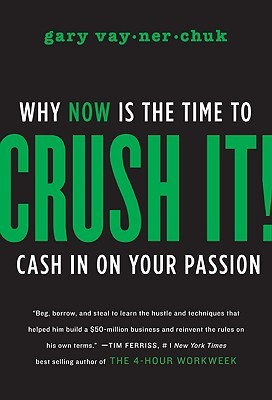 gary vay•ner•chuk
WHY NOW IS THE TIME TO
CRUSH IT!
CASH IN ON YOUR PASSION
"Beg, borrow, and steal to learn the hustle and techniques that
helped him build a $50-million business and reinvent the rules on
his own terms." —TIM FERRISS, #1 New York Times
best selling author of THE 4-HOUR WORKWEEK